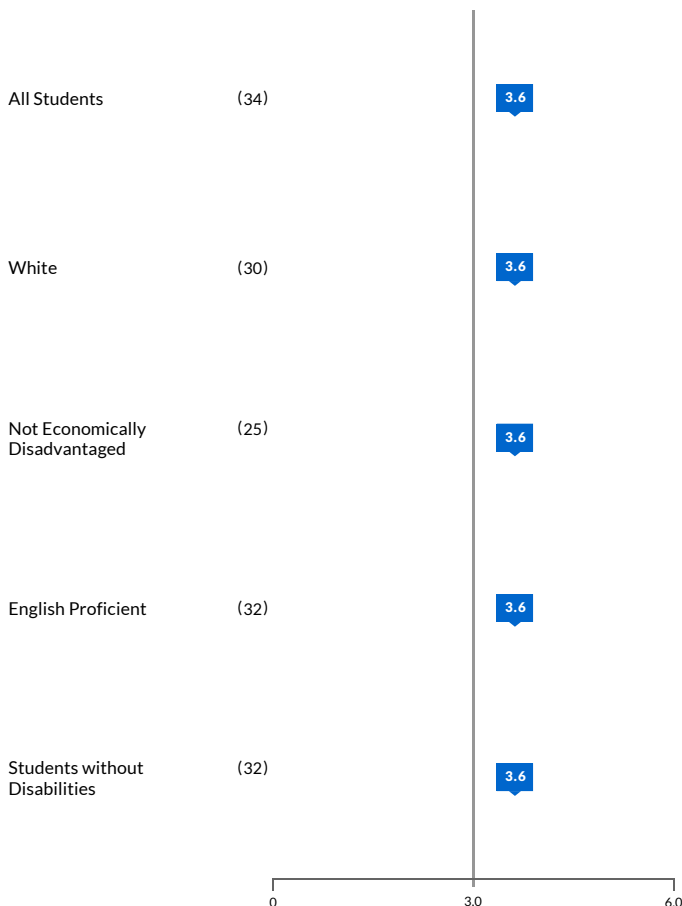 All Students (34) 3.6
White (30) 3.6
Not Economically (25) 3.6
Disadvantaged
English Proficient (32) 3.6
Students without (32) 3.6
Disabilities
0 3.0 6.0